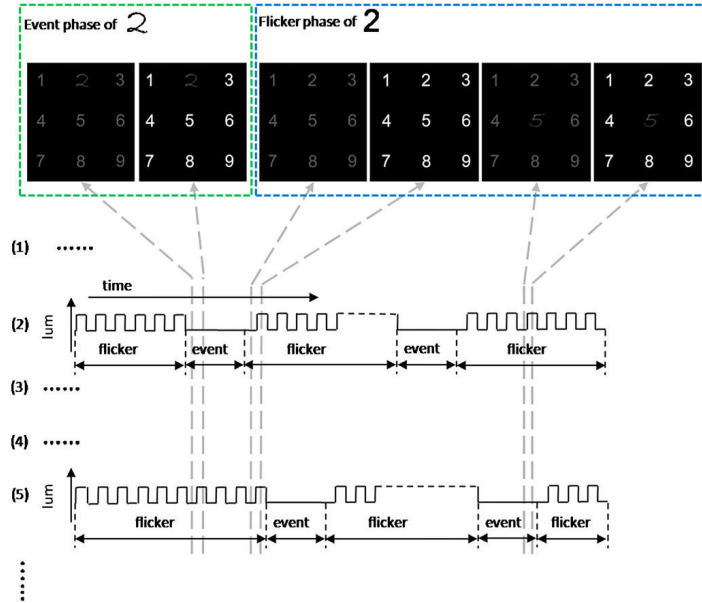 Event phase of 2
Flicker phase of 2
1 2 3 1 2 3 1 2 3 1 2 3 1 2 3 1 2 3
4 5 6 4 5 6 4 5 6 4 5 6 4 5 6 4 5 6
7 8 9 7 8 9 7 8 9 7 8 9 7 8 9 7 8 9
(1) ......
time
(2) lum
flicker event flicker event flicker
(3) ......
(4) ......
(5) lum
flicker event flicker event flicker